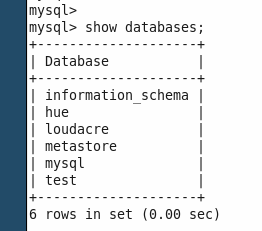 mysql>
mysql> show databases;
+--------------------+
| Database           |
+--------------------+
| information_schema |
| hue                |
| loudacre           |
| metastore          |
| mysql              |
| test               |
+--------------------+
6 rows in set (0.00 sec)